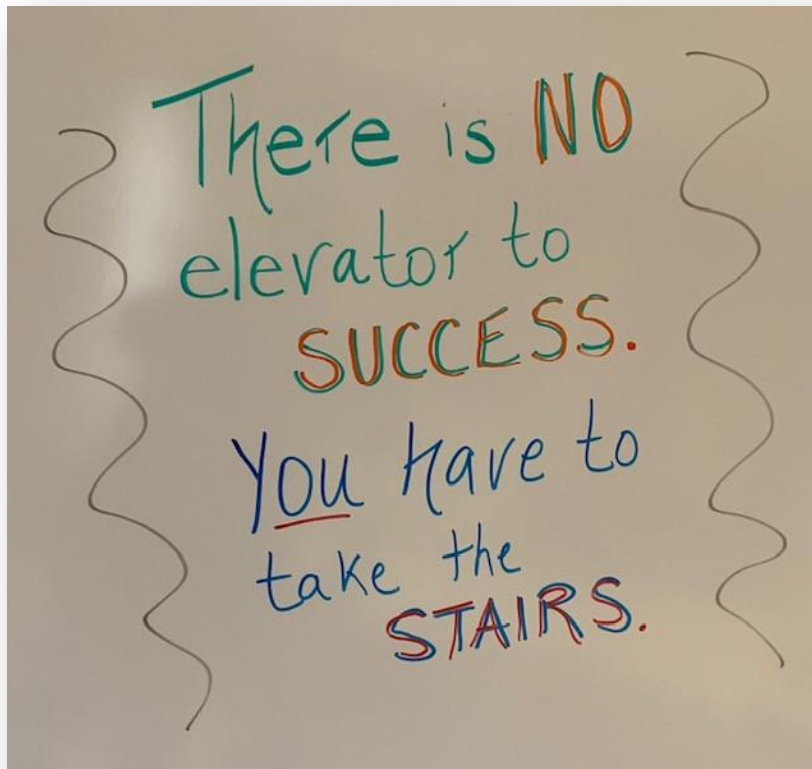 There is NO
elevator to
SUCCESS.
You have to
take the
STAIRS.